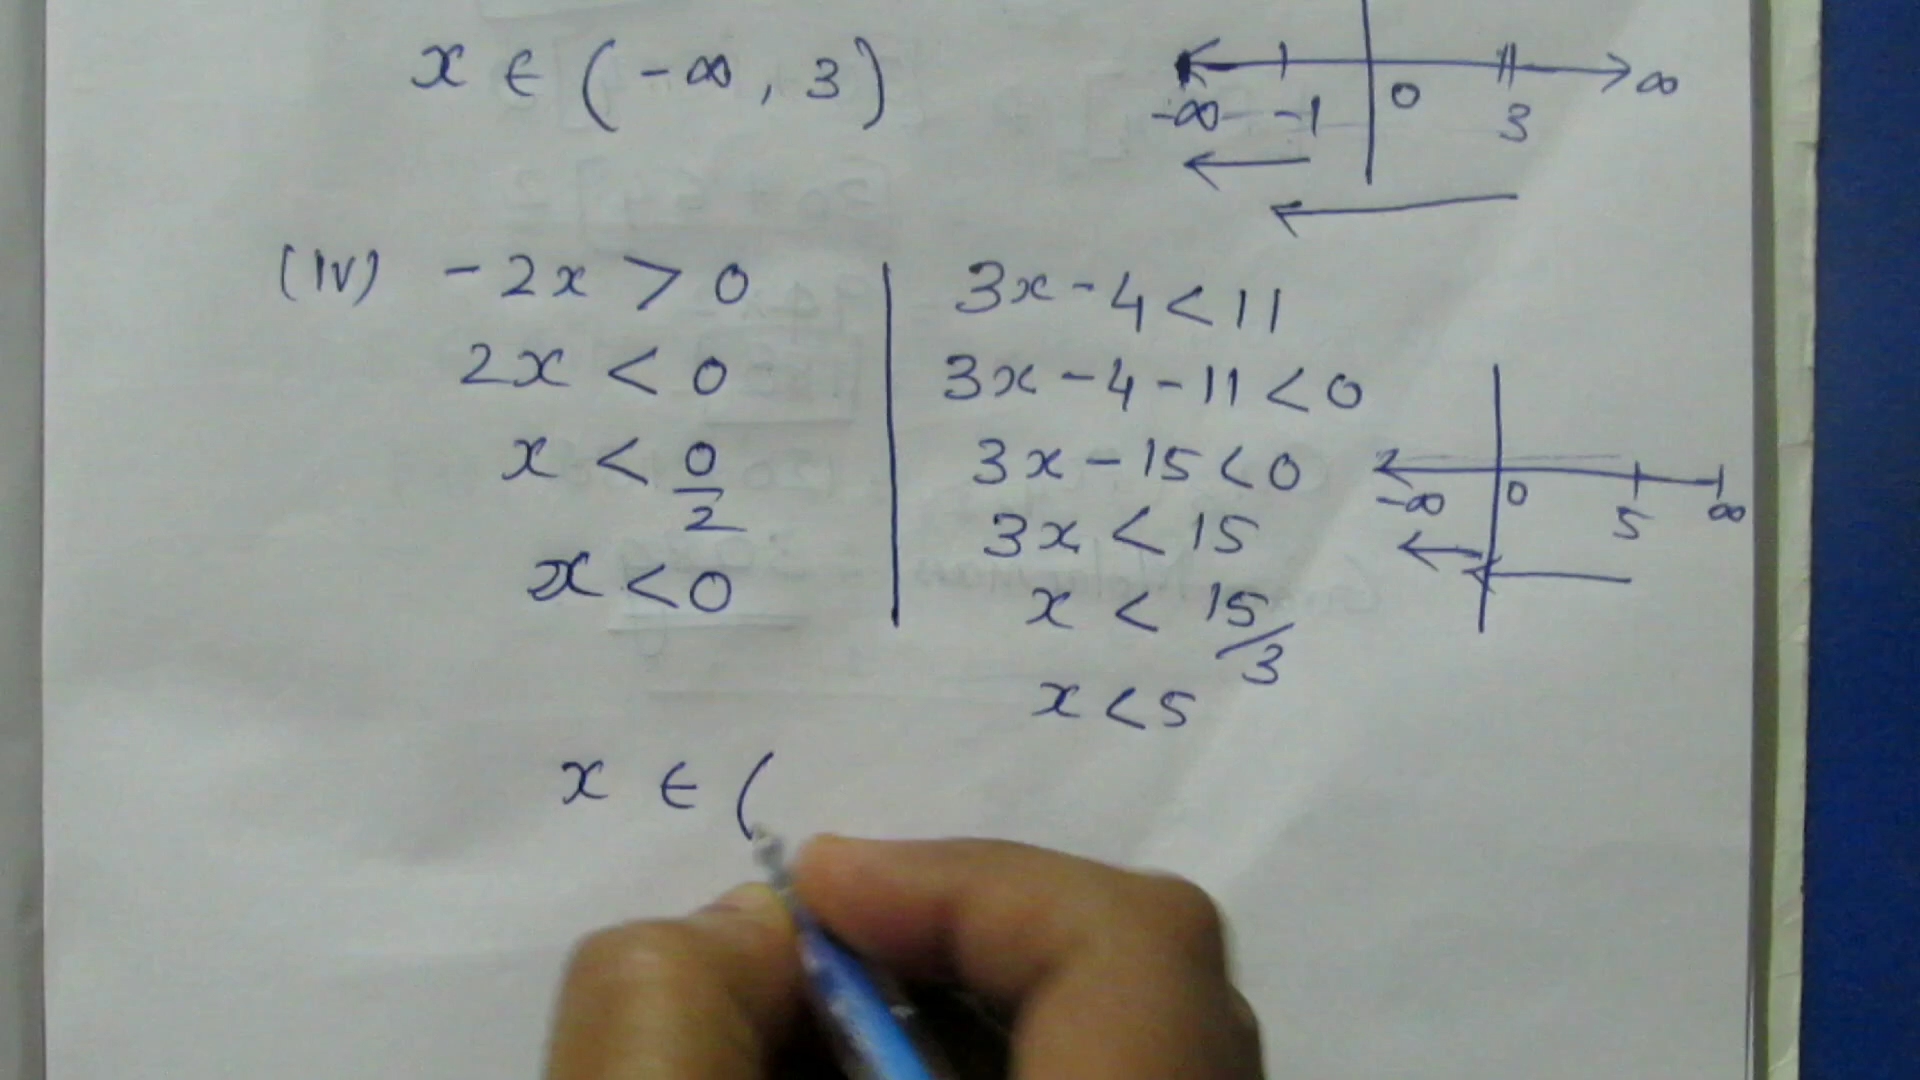 x ∈ (-∞, 3)
-∞ -1 0 3 ∞
(iv) -2x > 0
2x < 0
x < 0/2
x < 0
3x - 4 < 11
3x - 4 - 11 < 0
3x - 15 < 0
3x < 15
x < 15/3
x < 5
-∞ 0 5 ∞
x ∈ (